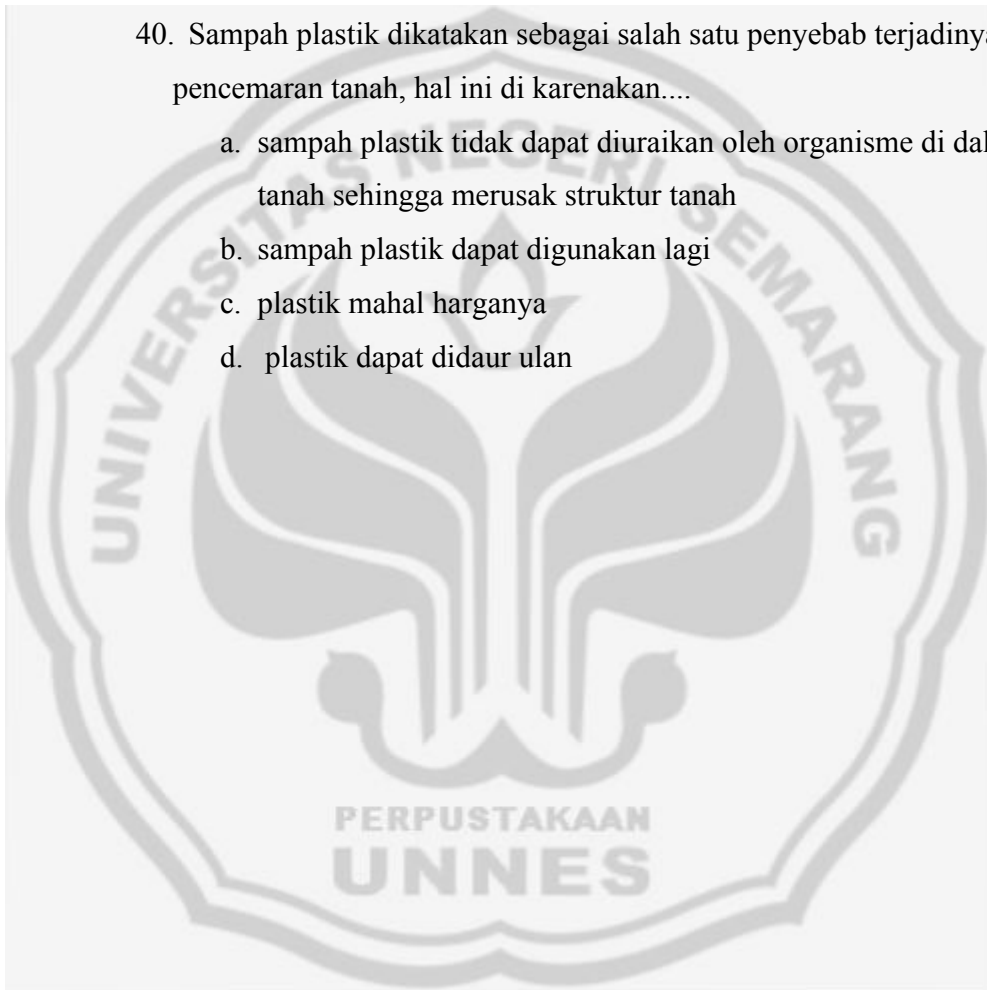 40. Sampah plastik dikatakan sebagai salah satu penyebab terjadinya
pencemaran tanah, hal ini di karenakan....
a. sampah plastik tidak dapat diuraikan oleh organisme di dal
tanah sehingga merusak struktur tanah
b. sampah plastik dapat digunakan lagi
c. plastik mahal harganya
d. plastik dapat didaur ulan
UNIVERSITAS NEGERI SEMARANG
PERPUSTAKAAN
UNNES